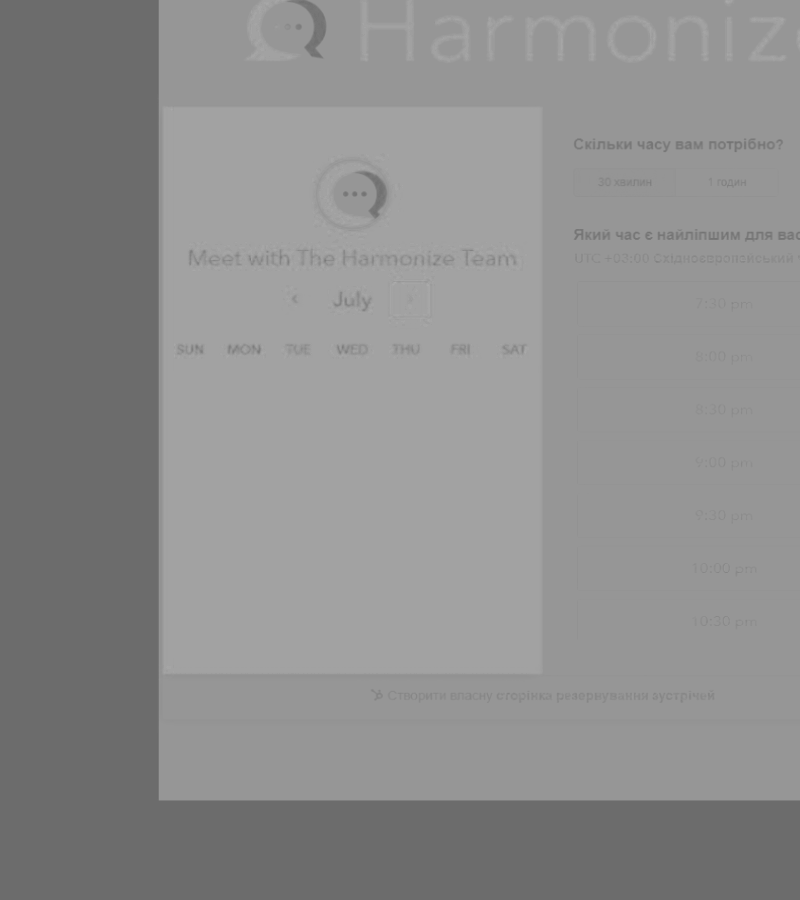 Harmoniz
Meet with The Harmonize Team
July
SUN MON TUE WED THU FRI SAT
Скільки часу вам потрібно?
30 хвилин 1 годин
Який час є найліпшим для вас
UTC +03:00 Східноєвропейський
7:30 pm
8:00 pm
8:30 pm
9:00 pm
9:30 pm
10:00 pm
10:30 pm
Створити власну сторінка резервування зустрічей